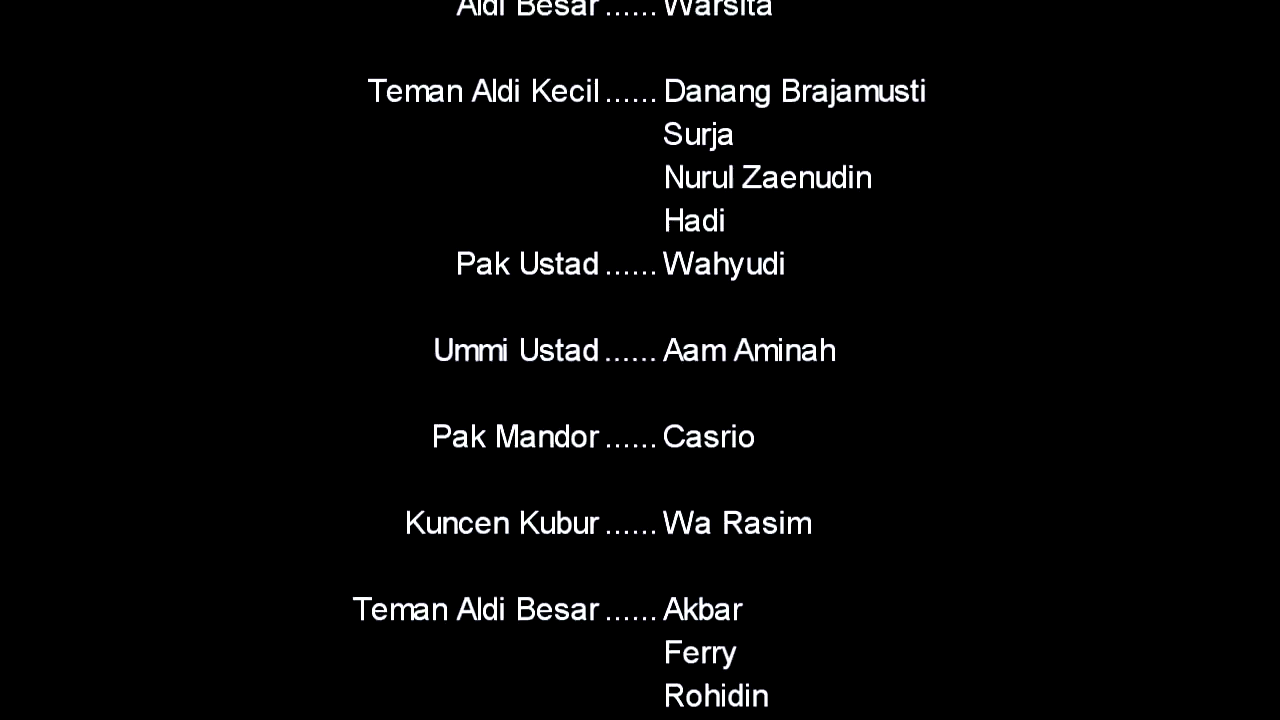 Aldi Besar ...... Warsita
Teman Aldi Kecil ...... Danang Brajamusti
Surja
Nurul Zaenudin
Hadi
Pak Ustad ...... Wahyudi
Ummi Ustad ...... Aam Aminah
Pak Mandor ...... Casrio
Kuncen Kubur ...... Wa Rasim
Teman Aldi Besar ...... Akbar
Ferry
Rohidin